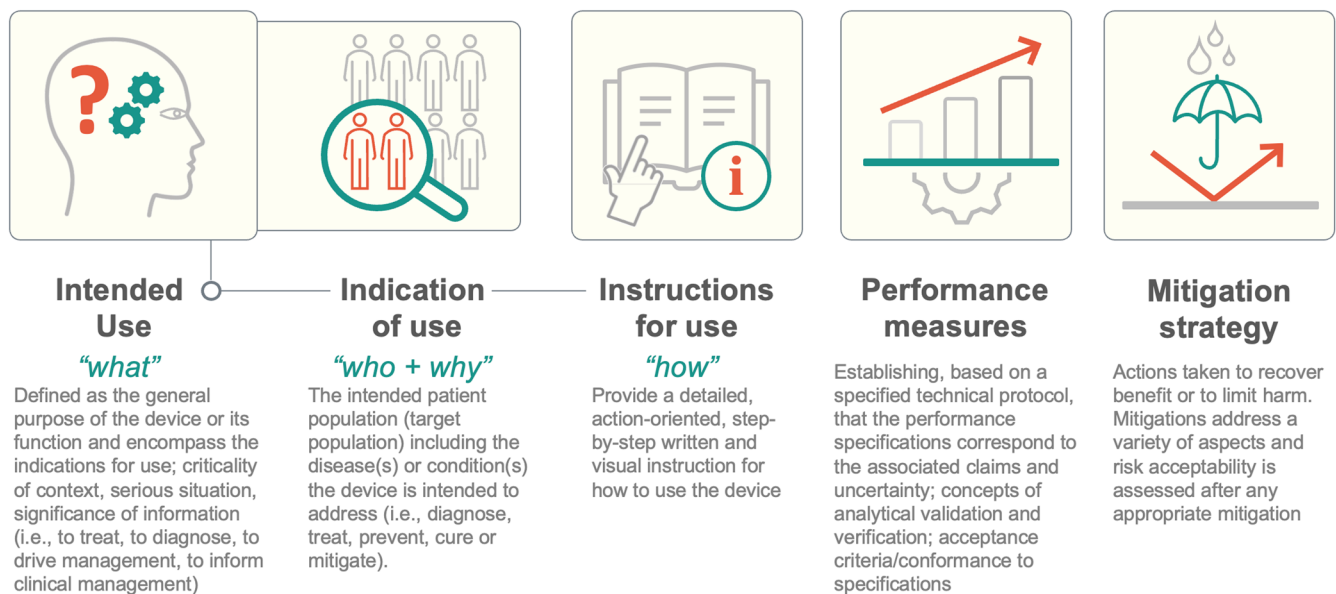 ?
i
Intended
Use
“what”
Defined as the general
purpose of the device or its
function and encompass the
indications for use; criticality
of context, serious situation,
significance of information
(i.e., to treat, to diagnose, to
drive management, to inform
clinical management)
Indication
of use
“who + why”
The intended patient
population (target
population) including the
disease(s) or condition(s)
the device is intended to
address (i.e., diagnose,
treat, prevent, cure or
mitigate).
Instructions
for use
“how”
Provide a detailed,
action-oriented, step-
by-step written and
visual instruction for
how to use the device
Performance
measures
Establishing, based on a
specified technical protocol,
that the performance
specifications correspond to
the associated claims and
uncertainty; concepts of
analytical validation and
verification; acceptance
criteria/conformance to
specifications
Mitigation
strategy
Actions taken to recover
benefit or to limit harm.
Mitigations address a
variety of aspects and
risk acceptability is
assessed after any
appropriate mitigation